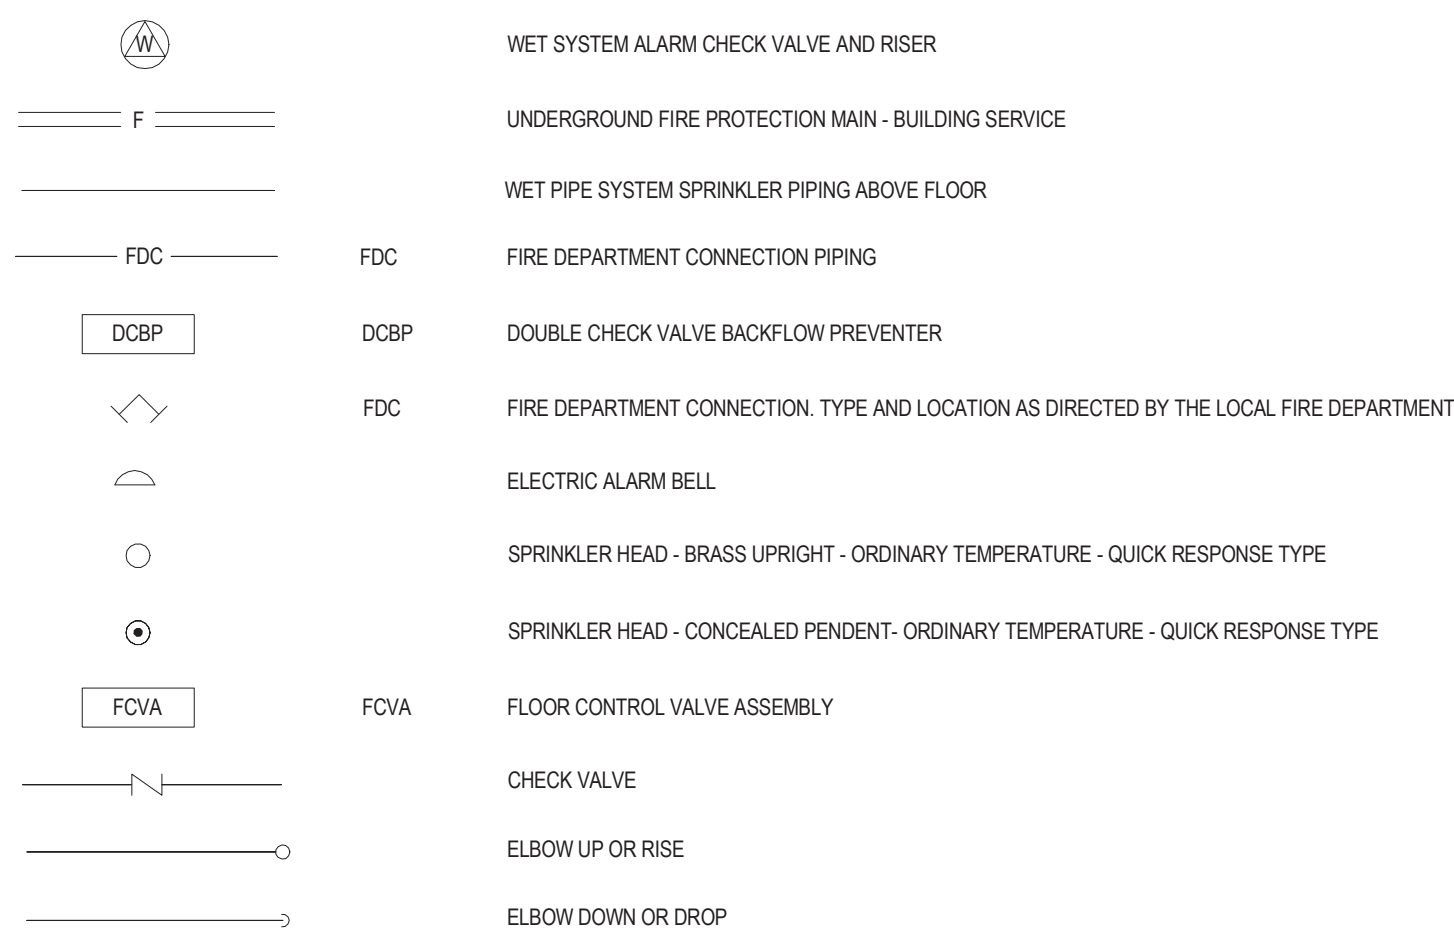 W WET SYSTEM ALARM CHECK VALVE AND RISER
F UNDERGROUND FIRE PROTECTION MAIN - BUILDING SERVICE
WET PIPE SYSTEM SPRINKLER PIPING ABOVE FLOOR
FDC FDC FIRE DEPARTMENT CONNECTION PIPING
DCBP DCBP DOUBLE CHECK VALVE BACKFLOW PREVENTER
FDC FIRE DEPARTMENT CONNECTION. TYPE AND LOCATION AS DIRECTED BY THE LOCAL FIRE DEPARTMENT
ELECTRIC ALARM BELL
SPRINKLER HEAD - BRASS UPRIGHT - ORDINARY TEMPERATURE - QUICK RESPONSE TYPE
SPRINKLER HEAD - CONCEALED PENDENT- ORDINARY TEMPERATURE - QUICK RESPONSE TYPE
FCVA FCVA FLOOR CONTROL VALVE ASSEMBLY
CHECK VALVE
ELBOW UP OR RISE
ELBOW DOWN OR DROP